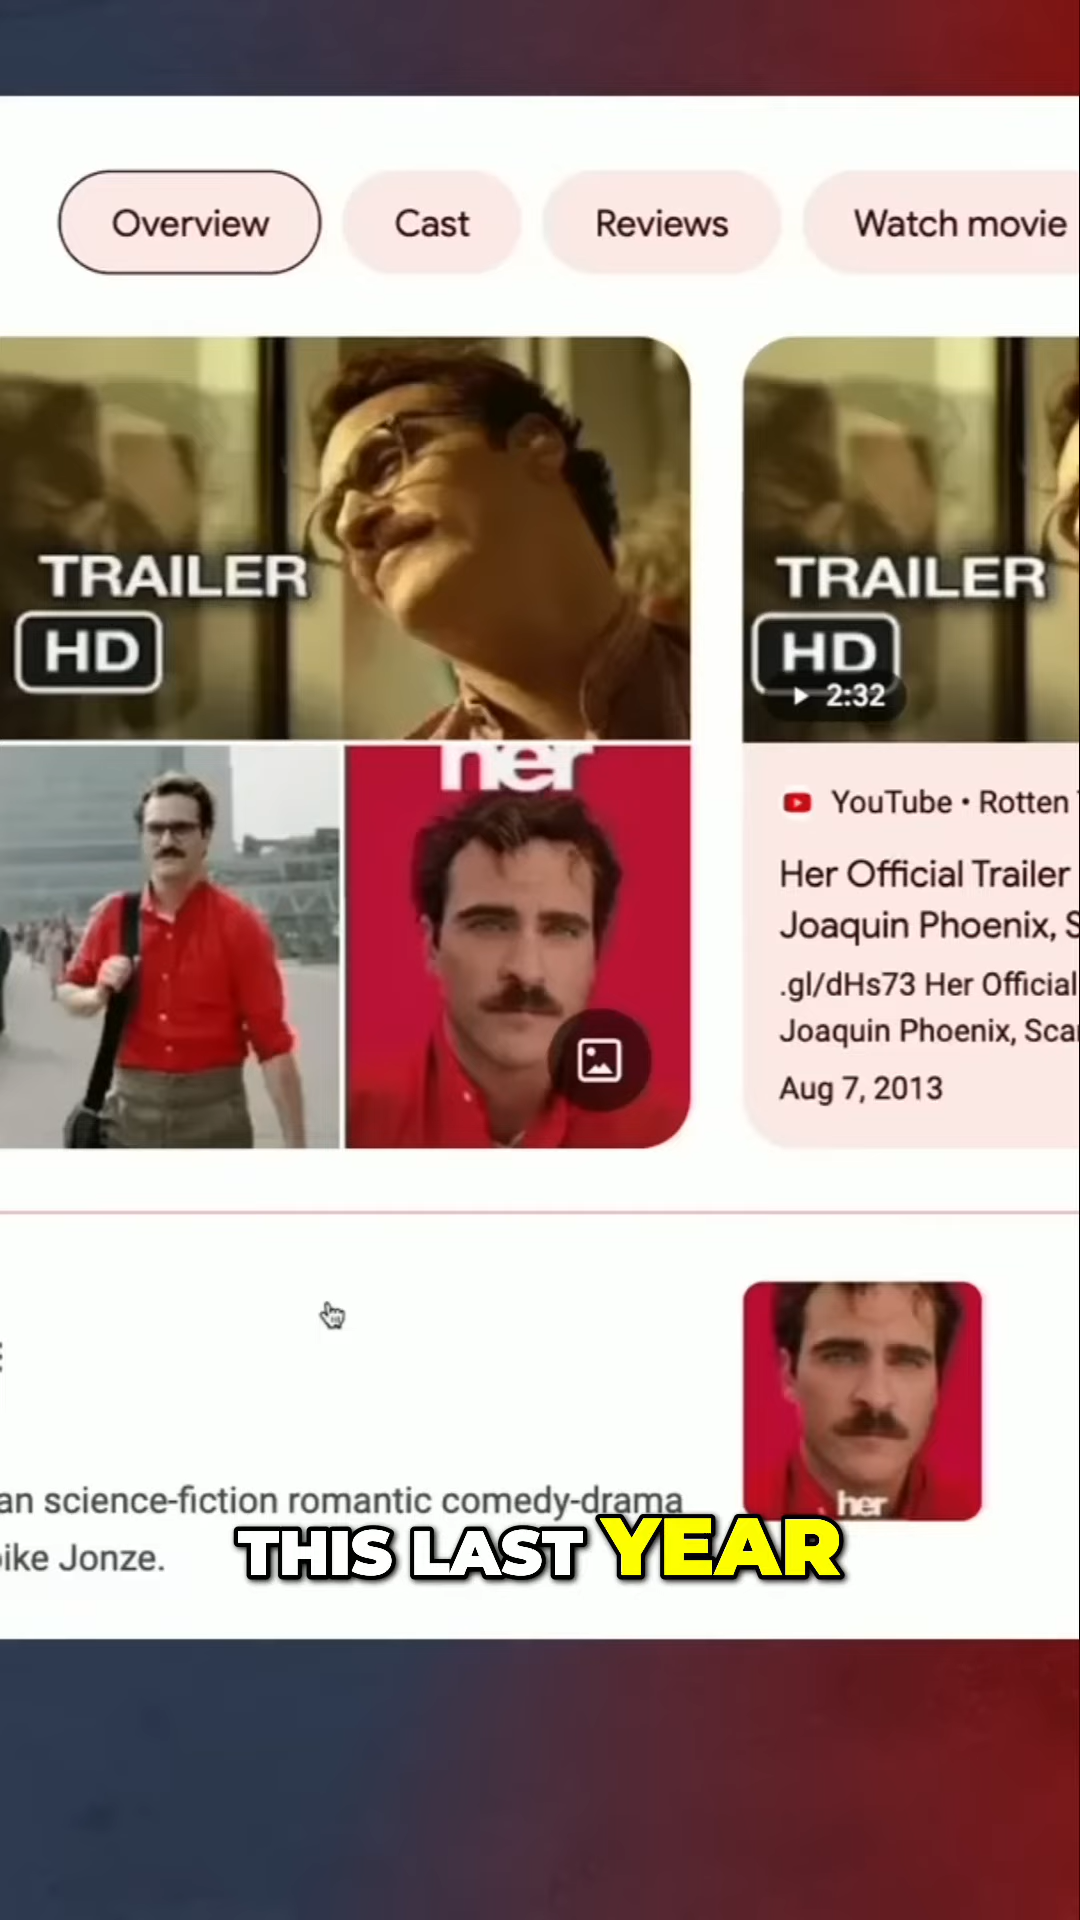 Overview
Cast
Reviews
Watch movie
TRAILER
HD
TRAILER
HD
2:32
her
her
YouTube • Rotten
Her Official Trailer
Joaquin Phoenix, S
.gl/dHs73 Her Official
Joaquin Phoenix, Scar
Aug 7, 2013
an science-fiction romantic comedy-drama
pike Jonze.
THIS LAST YEAR